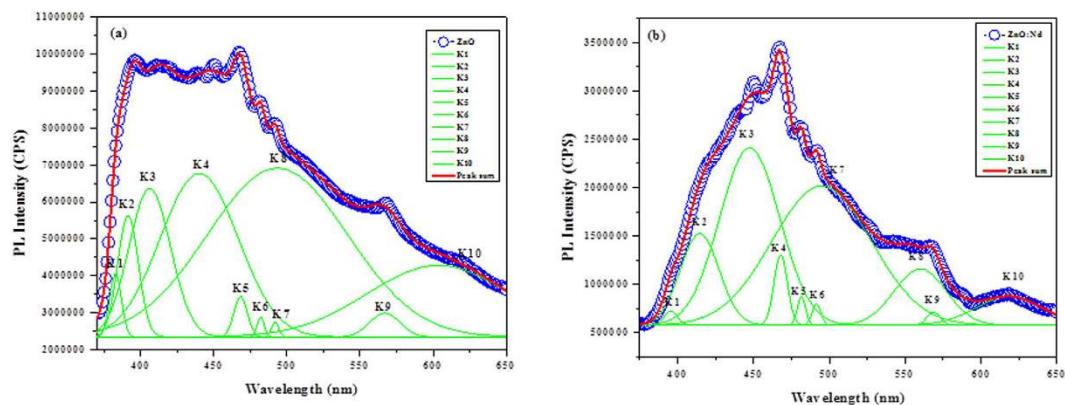 (a)
ZnO
K1
K2
K3
K4
K5
K6
K7
K8
K9
K10
Peak sum
11000000
10000000
9000000
8000000
7000000
6000000
5000000
4000000
3000000
2000000
PL Intensity (CPS)
K1
K2
K3
K4
K5
K6
K7
K8
K9
K10
400
450
500
550
600
650
Wavelength (nm)
(b)
ZnO:Nd
K1
K2
K3
K4
K5
K6
K7
K8
K9
K10
Peak sum
3500000
3000000
2500000
2000000
1500000
1000000
500000
PL Intensity (CPS)
K1
K2
K3
K4
K5
K6
K7
K8
K9
K10
400
450
500
550
600
650
Wavelength (nm)